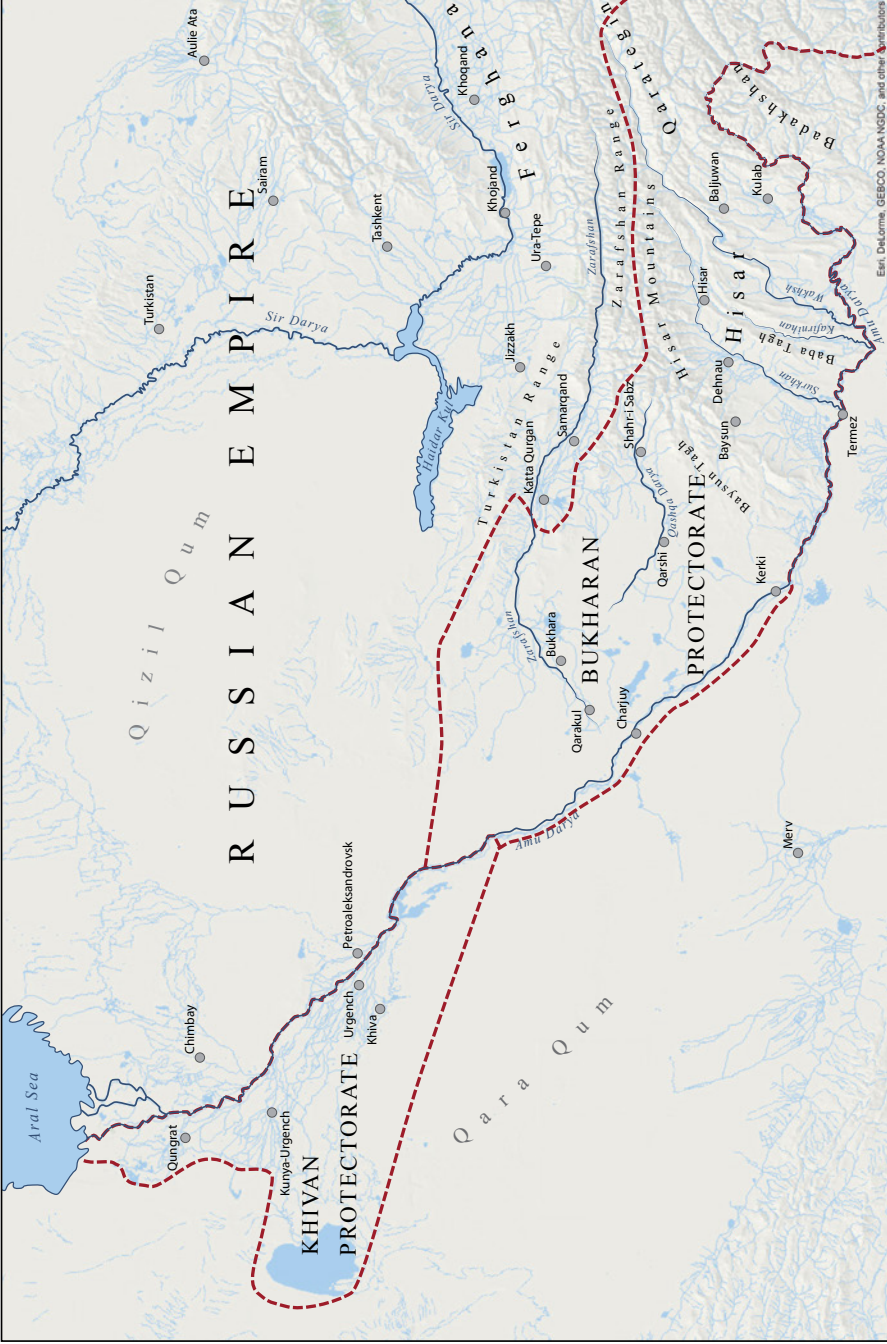 Aral Sea
Qungrat
Chimbay
Kunya-Urgench
KHIVAN
PROTECTORATE
Urgench
Khiva
Petroaleksandrovsk
Qara Qum
Qizil Qum
RUSSIAN EMPIRE
Turkistan
Sairam
Aulie Ata
Tashkent
Sir Darya
Haidar Kul
Sir Darya
Khoqand
Ferghana
Khojand
Ura-Tepe
Jizzakh
Turkistan Range
Samarqand
Katta Qurgan
Zarafshan
Zarafshan Range
Qarategin
Hisar Mountains
Zarafshan
Bukhara
Qarakul
Charjuy
BUKHARAN
PROTECTORATE
Shahr-i Sabz
Qashqa Darya
Qarshi
Baysun Tagh
Baysun
Dehnau
Hisar
Hisar
Baljuwan
Kulab
Badakhshan
Wakhsh
Kafirnihan
Baba Tagh
Surkhan
Amu Darya
Termez
Kerki
Amu Darya
Merv
Esri, DeLorme, GEBCO, NOAA NGDC, and other contributors